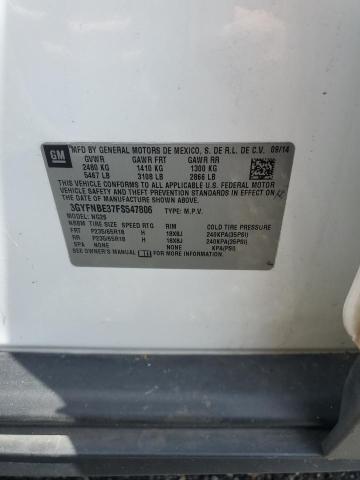 GM
MFD BY GENERAL MOTORS DE MEXICO, S. DE R.L. DE C.V. 09/14
GVWR GAWR FRT GAWR RR
2480 KG 1410 KG 1300 KG
5467 LB 3108 LB 2866 LB
THIS VEHICLE CONFORMS TO ALL APPLICABLE U.S. FEDERAL MOTOR
VEHICLE SAFETY AND THEFT PREVENTION STANDARDS IN EFFECT ON
THE DATE OF MANUFACTURE SHOWN ABOVE.
3GYFNBE37FS547806 TYPE: M.P.V.
MODEL: NG26
TIRE SIZE SPEED RTG RIM COLD TIRE PRESSURE
FRT P235/65R18 H 18X8J 240KPA(35PSI)
RR P235/65R18 H 18X8J 240KPA(35PSI)
SPA NONE NONE KPA(PSI)
SEE OWNER'S MANUAL FOR ADDITIONAL INFORMATION.